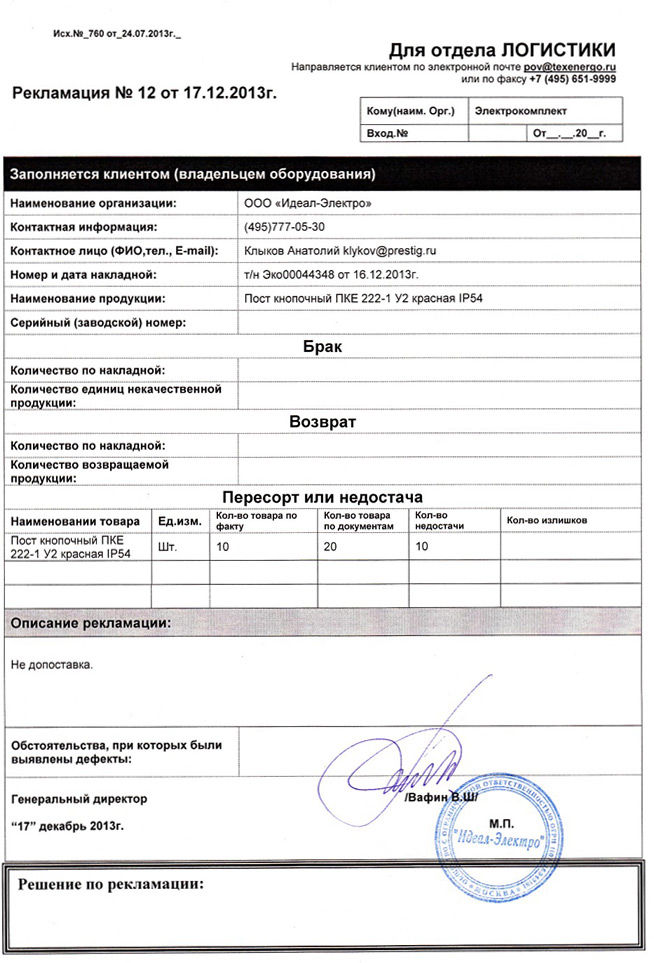 Исх.№_760 от_24.07.2013г._
Для отдела ЛОГИСТИКИ
Направляется клиентом по электронной почте pov@texenergo.ru
или по факсу +7 (495) 651-9999
Рекламация № 12 от 17.12.2013г.
Кому(наим. Орг.) Электрокомплект
Вход.№ От__.__.20__г.
Заполняется клиентом (владельцем оборудования)
Наименование организации: ООО «Идеал-Электро»
Контактная информация: (495)777-05-30
Контактное лицо (ФИО,тел., E-mail): Клыков Анатолий klykov@prestig.ru
Номер и дата накладной: т/н Эко00044348 от 16.12.2013г.
Наименование продукции: Пост кнопочный ПКЕ 222-1 У2 красная IP54
Серийный (заводской) номер:
Брак
Количество по накладной:
Количество единиц некачественной
продукции:
Возврат
Количество по накладной:
Количество возвращаемой
продукции:
Пересорт или недостача
Наименовании товара Ед.изм. Кол-во товара по факту Кол-во товара по документам Кол-во недостачи Кол-во излишков
Пост кнопочный ПКЕ
222-1 У2 красная IP54 Шт. 10 20 10
Описание рекламации:
Не допоставка.
Обстоятельства, при которых были
выявлены дефекты:
Генеральный директор /Вафин В.Ш/
“17” декабрь 2013г. М.П.
"Идеал-Электро"
МОСКВА
Решение по рекламации: